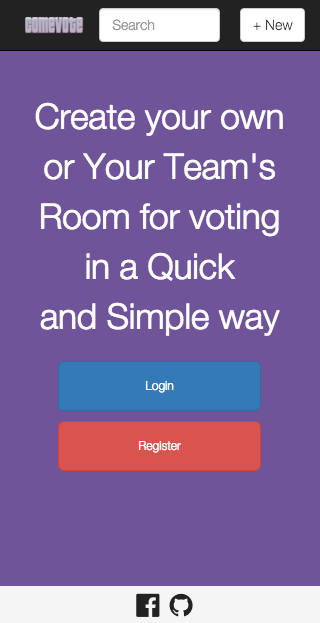 COMEVOTE
Search
+ New
Create your own
or Your Team's
Room for voting
in a Quick
and Simple way
Login
Register